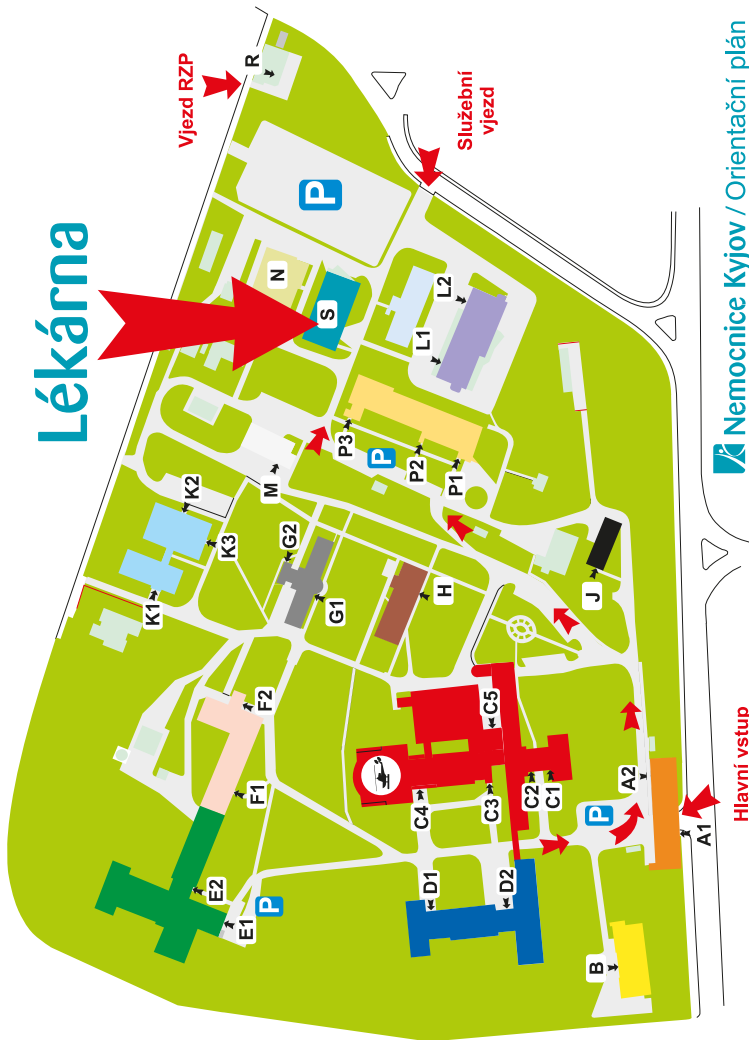 Lékárna
Vjezd RZP
R
Služební
vjezd
P
N
S
L2
L1
K2
K3
K1
M
P3
P
P2
P1
G2
G1
H
J
F2
F1
E2
E1
P
C5
C4
C3
C2
C1
D1
D2
A2
A1
P
B
Hlavní vstup
Nemocnice Kyjov / Orientační plán